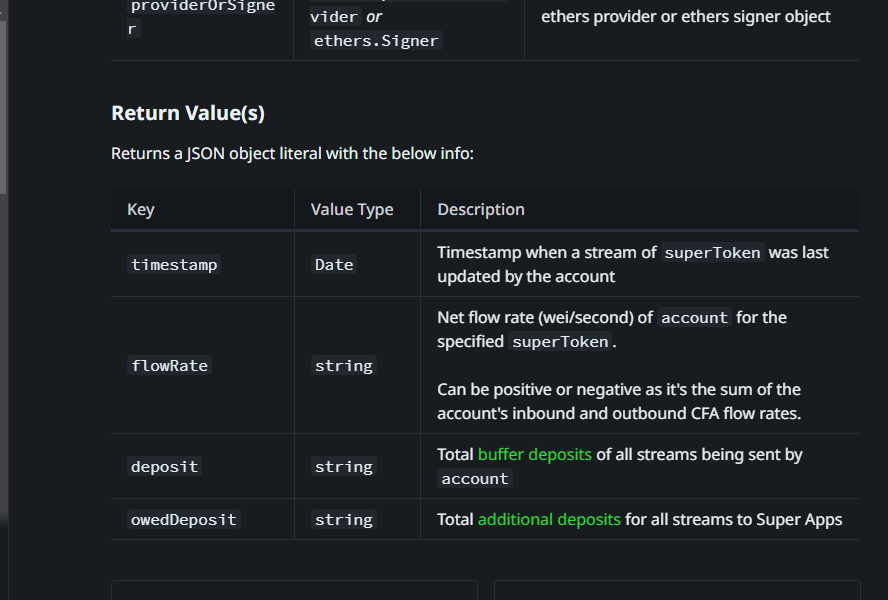 providerOrSigne
r
vider or
ethers.Signer
ethers provider or ethers signer object
Return Value(s)
Returns a JSON object literal with the below info:
Key
Value Type
Description
timestamp
Date
Timestamp when a stream of superToken was last
updated by the account
flowRate
string
Net flow rate (wei/second) of account for the
specified superToken.
Can be positive or negative as it's the sum of the
account's inbound and outbound CFA flow rates.
deposit
string
Total buffer deposits of all streams being sent by
account
owedDeposit
string
Total additional deposits for all streams to Super Apps